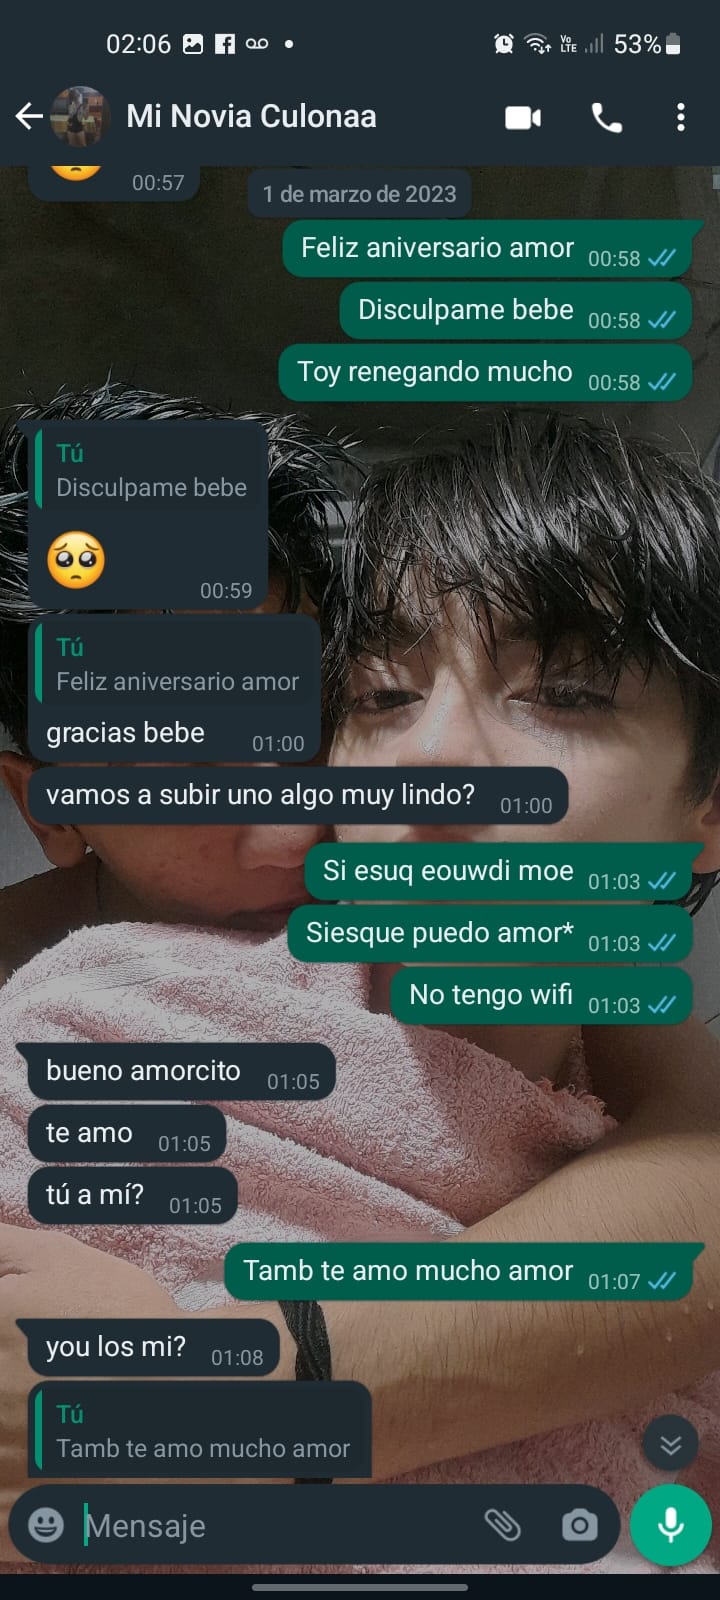 02:06
Vo
LTE
53%
Mi Novia Culonaa
00:57
1 de marzo de 2023
Feliz aniversario amor 00:58
Disculpame bebe 00:58
Toy renegando mucho 00:58
Tú
Disculpame bebe
00:59
Tú
Feliz aniversario amor
gracias bebe 01:00
vamos a subir uno algo muy lindo? 01:00
Si esuq eouwdi moe 01:03
Siesque puedo amor* 01:03
No tengo wifi 01:03
bueno amorcito 01:05
te amo 01:05
tú a mí? 01:05
Tamb te amo mucho amor 01:07
you los mi? 01:08
Tú
Tamb te amo mucho amor
Mensaje